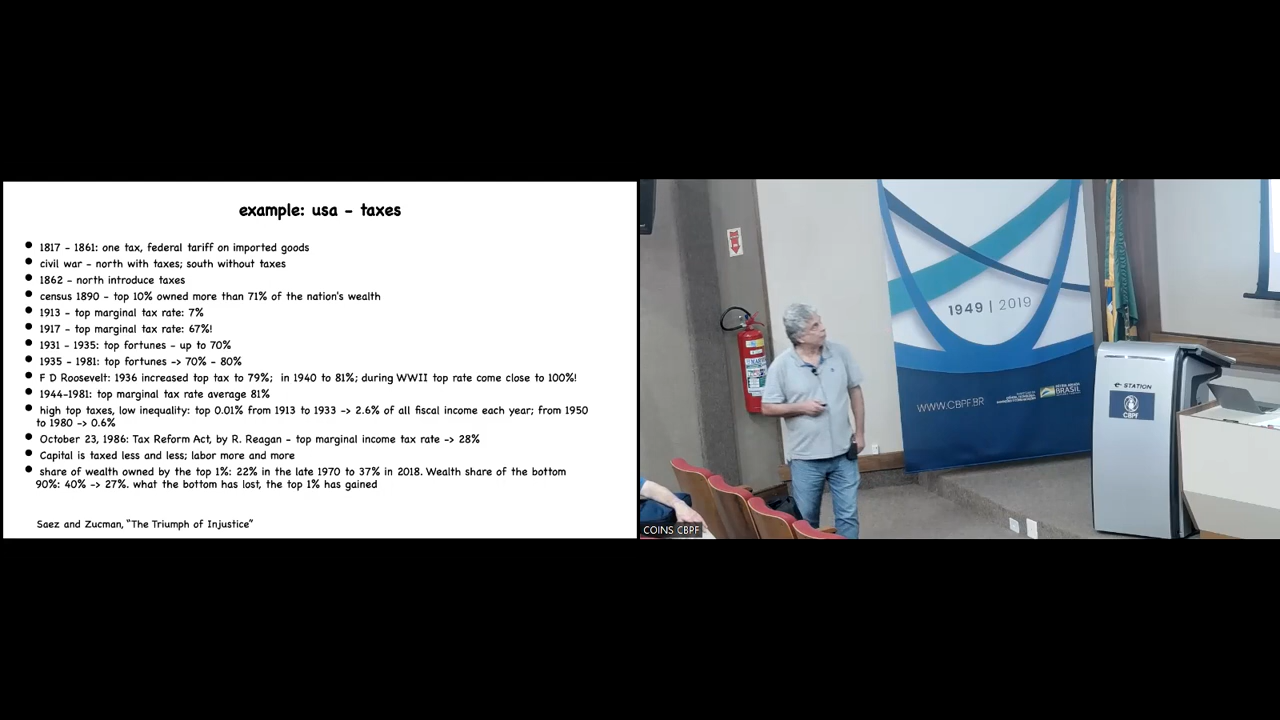 example: usa - taxes
1817 - 1861: one tax, federal tariff on imported goods
civil war - north with taxes; south without taxes
1862 - north introduce taxes
census 1890 - top 10% owned more than 71% of the nation's wealth
1913 - top marginal tax rate: 7%
1917 - top marginal tax rate: 67%!
1931 - 1935: top fortunes - up to 70%
1935 - 1981: top fortunes -> 70% - 80%
F D Roosevelt: 1936 increased top tax to 79%; in 1940 to 81%; during WWII top rate come close to 100%!
1944-1981: top marginal tax rate average 81%
high top taxes, low inequality: top 0.01% from 1913 to 1933 -> 2.6% of all fiscal income each year; from 1950
to 1980 -> 0.6%
October 23, 1986: Tax Reform Act, by R. Reagan - top marginal income tax rate -> 28%
Capital is taxed less and less; labor more and more
share of wealth owned by the top 1%: 22% in the late 1970 to 37% in 2018. Wealth share of the bottom
90%: 40% -> 27%. what the bottom has lost, the top 1% has gained
Saez and Zucman, "The Triumph of Injustice"
1949 | 2019
WWW.CBPF.BR
BRASIL
STATION
CBPF
COINS CBPF